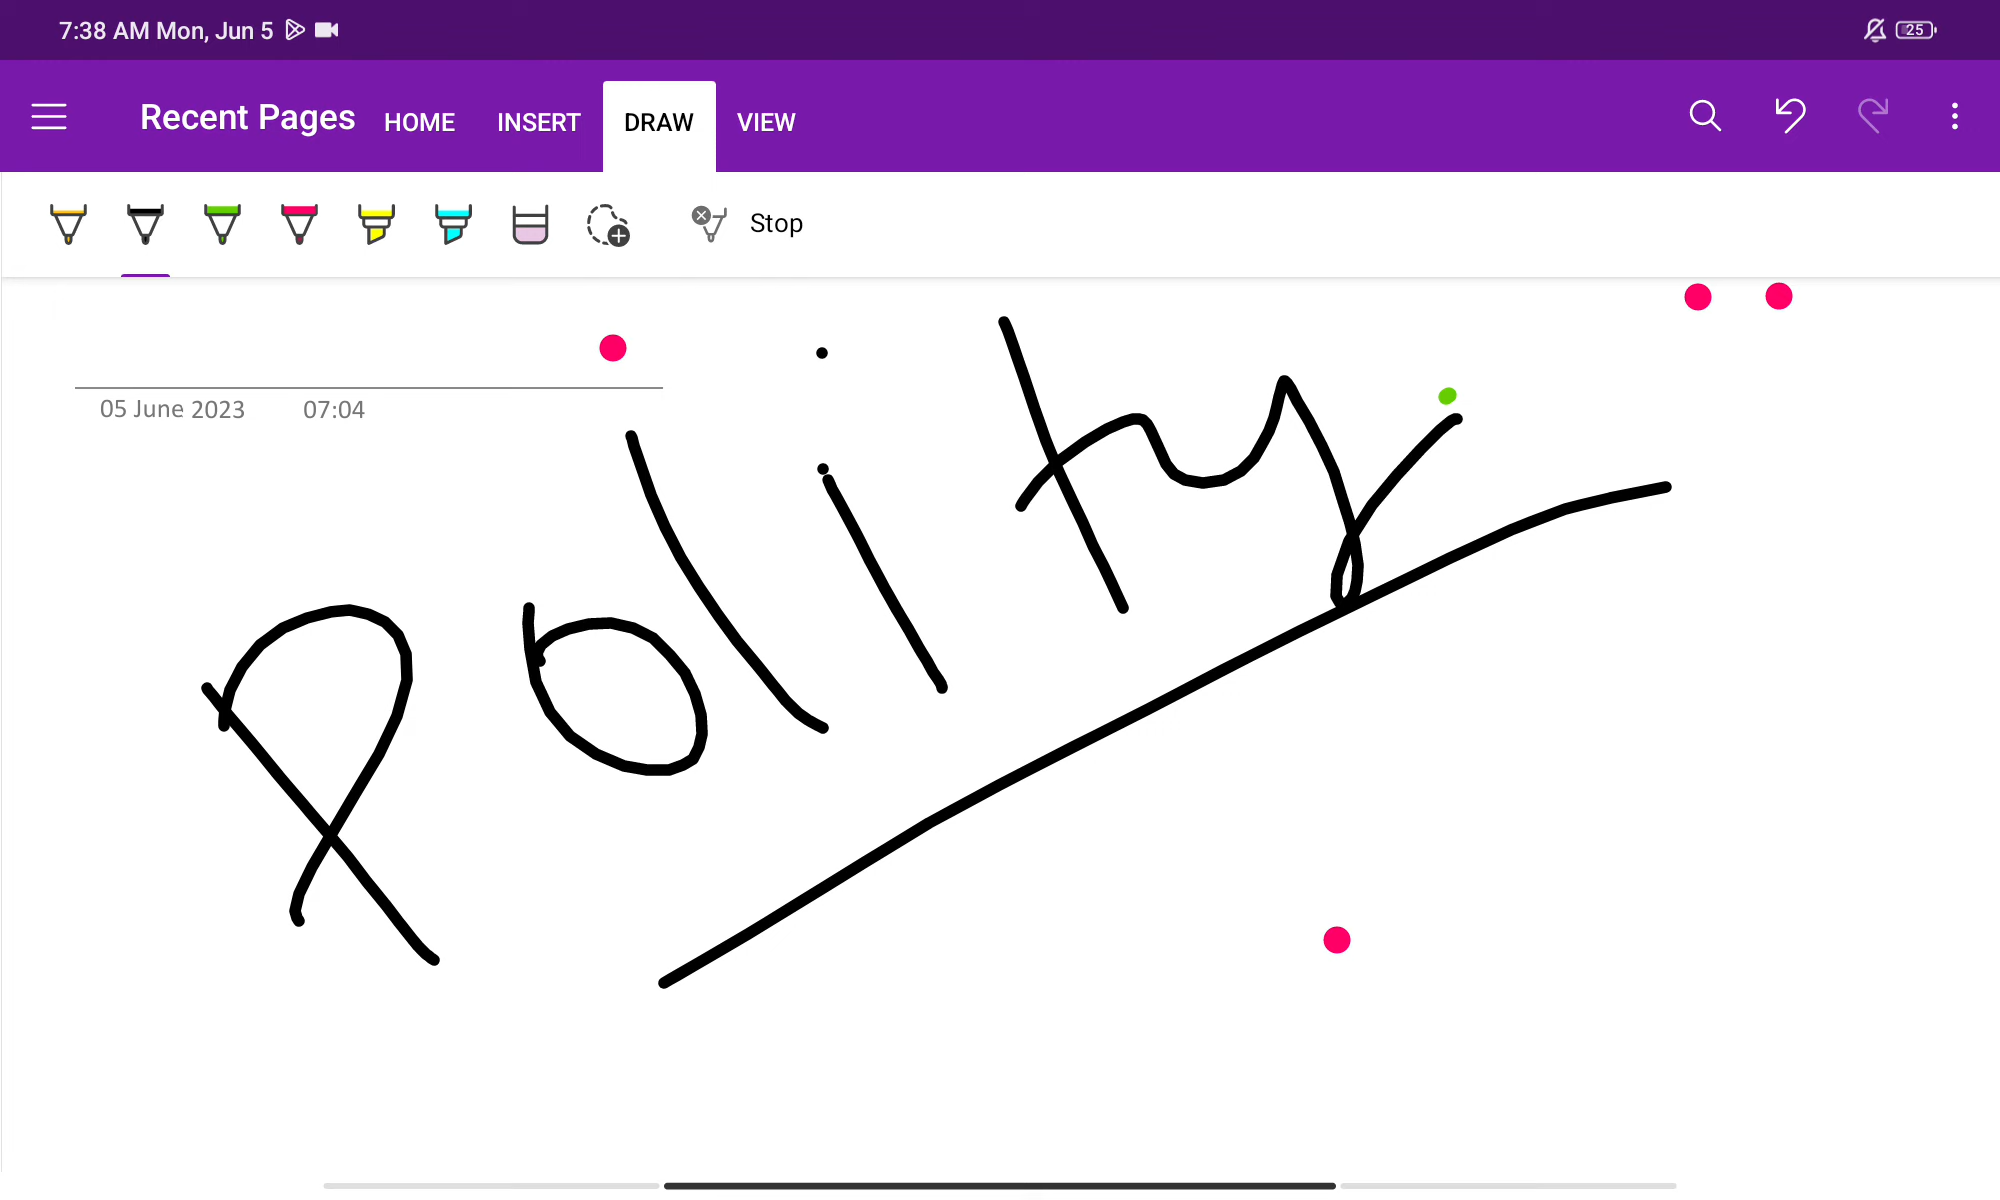 7:38 AM Mon, Jun 5 25
Recent Pages HOME INSERT DRAW VIEW
Stop
05 June 2023 07:04
Polity